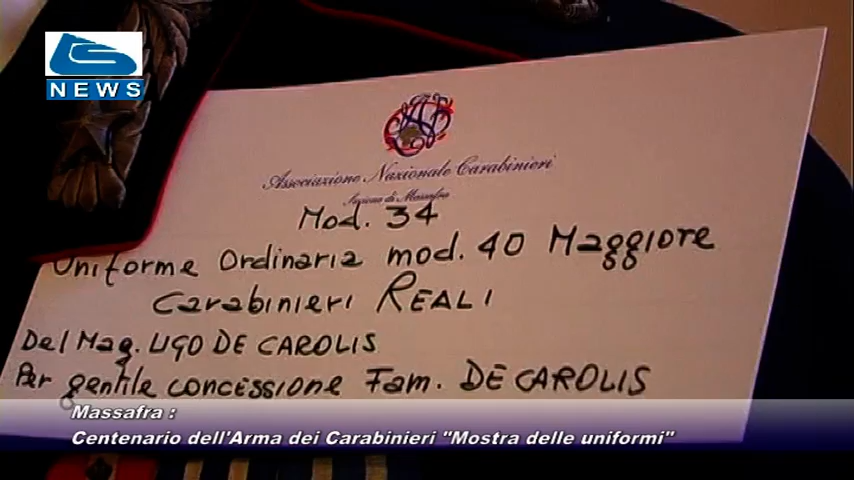 NEWS
Associazione Nazionale Carabinieri
Sezione di Massafra
Mod. 34
Uniforme Ordinaria mod. 40 Maggiore
Carabinieri REALI
Del Mag. UGO DE CAROLIS
Per gentile concessione Fam. DE CAROLIS
Massafra :
Centenario dell'Arma dei Carabinieri "Mostra delle uniformi"